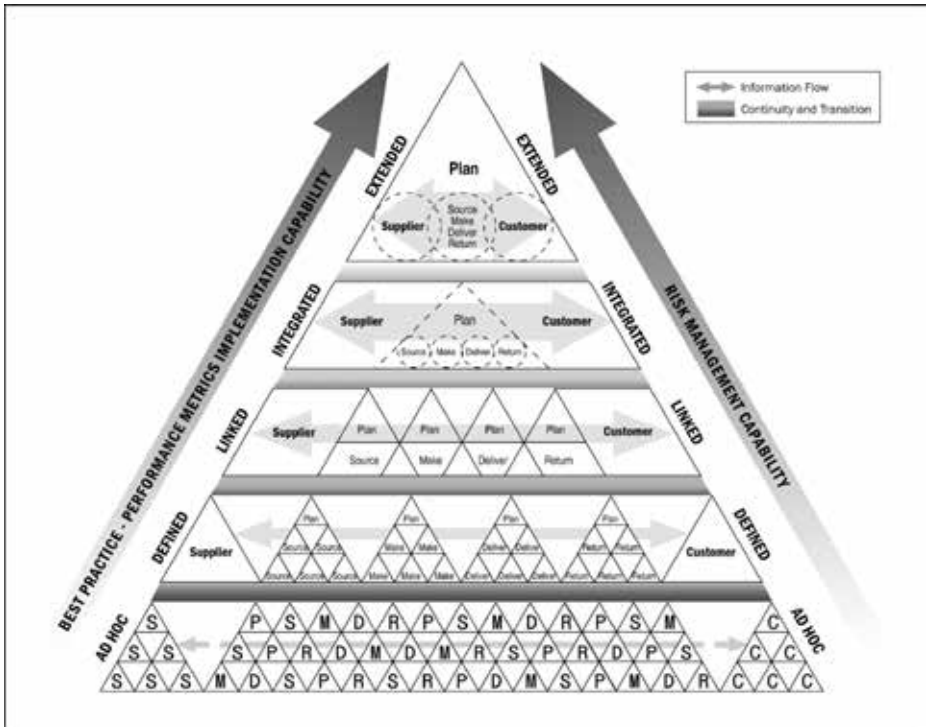 Information Flow
Continuity and Transition
BEST PRACTICE - PERFORMANCE METRICS IMPLEMENTATION CAPABILITY
RISK MANAGEMENT CAPABILITY
EXTENDED
EXTENDED
Plan
Supplier
Source
Make
Deliver
Return
Customer
INTEGRATED
INTEGRATED
Supplier
Plan
Customer
Source Make Deliver Return
LINKED
LINKED
Supplier Plan Plan Plan Plan Customer
Source Make Deliver Return
DEFINED
DEFINED
Plan Plan Plan Plan
Supplier Source Source Make Make Deliver Deliver Return Return Customer
Source Source Source Make Make Make Deliver Deliver Deliver Return Return Return
AD HOC
AD HOC
S P S M D R P S M D R P S M C
S S S P R D M D M R S P R D P S C C
S S S M D S P R S R P D M S P M D R C C C